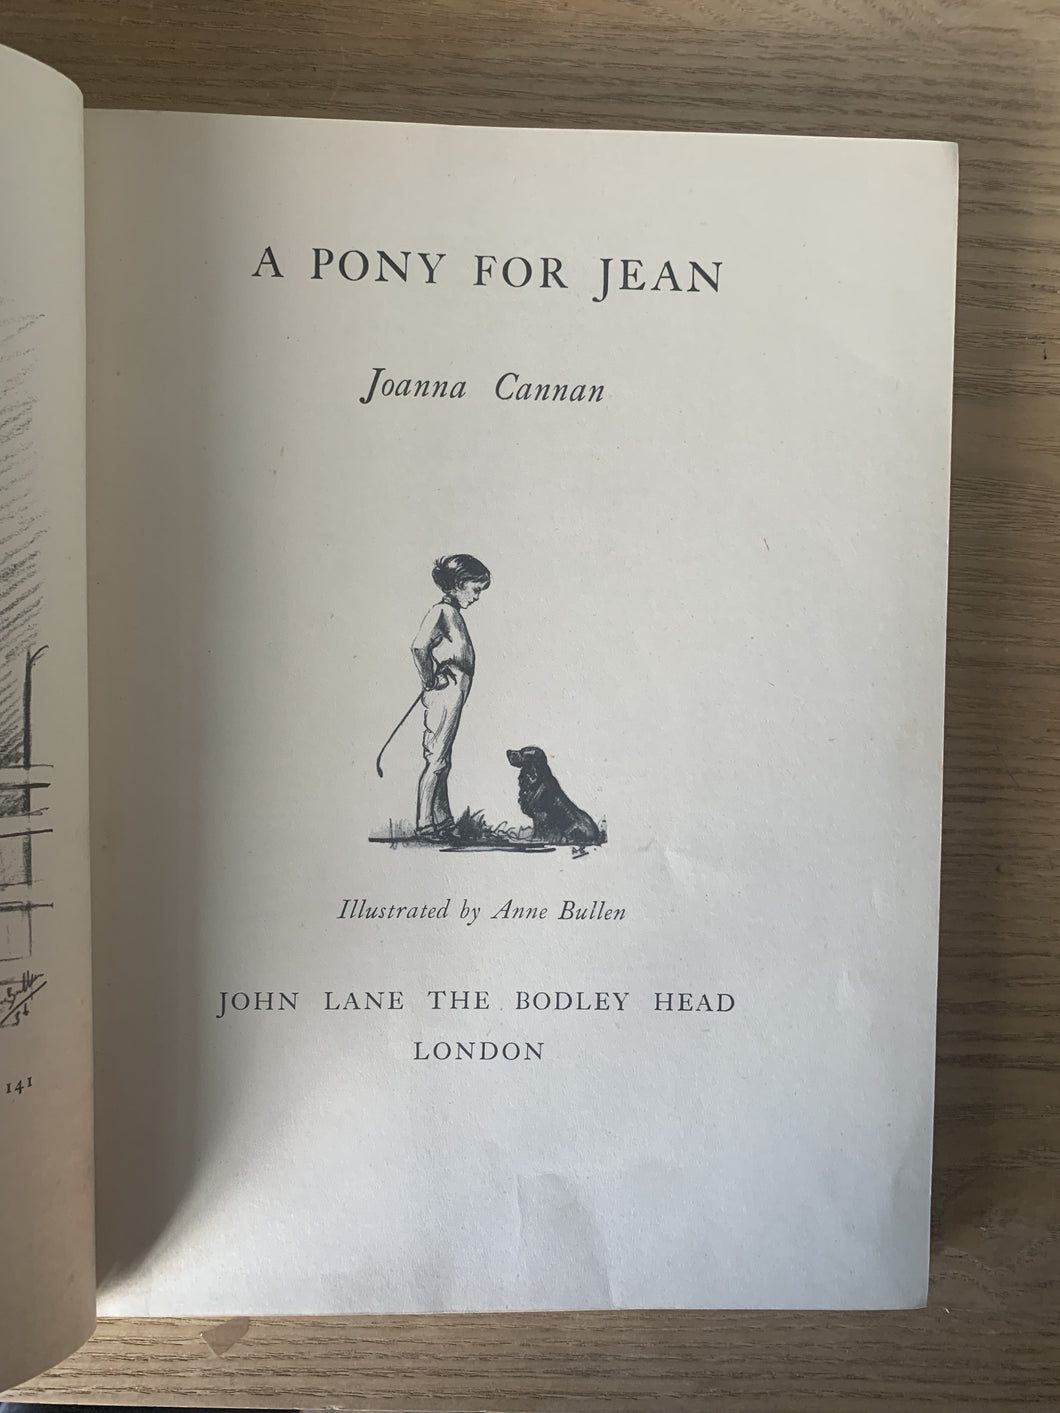 A PONY FOR JEAN
Joanna Cannan
Illustrated by Anne Bullen
JOHN LANE THE BODLEY HEAD
LONDON
141